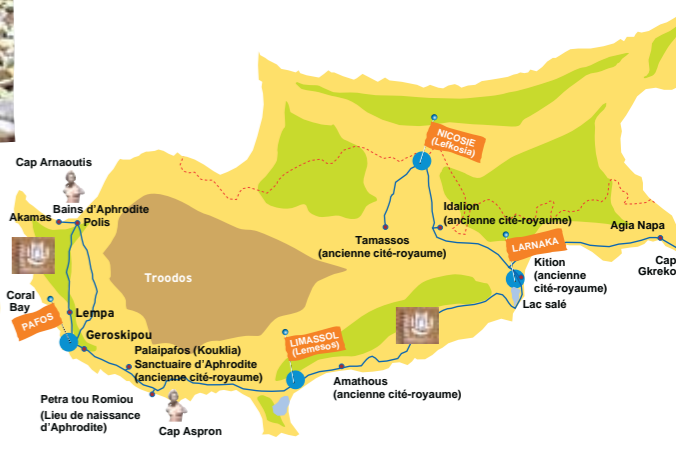 NICOSIE
(Lefkosia)
Cap Arnaoutis
Bains d'Aphrodite
Akamas
Polis
Idalion
(ancienne cité-royaume)
Tamassos
(ancienne cité-royaume)
Agia Napa
LARNAKA
Kition
(ancienne
cité-royaume)
Cap
Gkreko
Lac salé
Troodos
Coral
Bay
PAFOS
Lempa
Geroskipou
LIMASSOL
(Lemesos)
Palaipafos (Kouklia)
Sanctuaire d'Aphrodite
(ancienne cité-royaume)
Amathous
(ancienne cité-royaume)
Petra tou Romiou
(Lieu de naissance
d'Aphrodite)
Cap Aspron